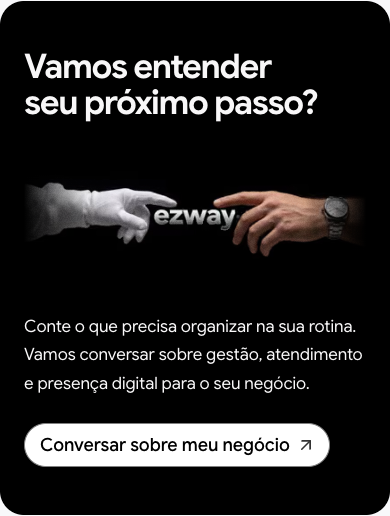 Vamos entender
seu próximo passo?
ezway
Conte o que precisa organizar na sua rotina.
Vamos conversar sobre gestão, atendimento
e presença digital para o seu negócio.
Conversar sobre meu negócio